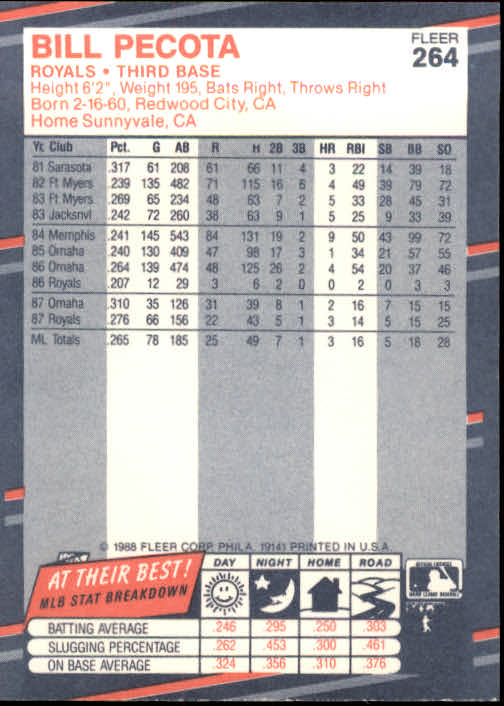 BILL PECOTA
FLEER
264
ROYALS • THIRD BASE
Height 6'2", Weight 195, Bats Right, Throws Right
Born 2-16-60, Redwood City, CA
Home Sunnyvale, CA
Yr. Club Pct. G AB R H 2B 3B HR RBI SB BB SO
81 Sarasota .317 61 208 61 66 11 4 3 22 14 39 18
82 Ft Myers .239 135 482 71 115 16 6 4 49 39 79 72
83 Ft Myers .269 65 234 48 63 7 2 5 33 28 45 31
83 Jacksnvl .242 72 260 38 63 9 1 5 25 9 33 39
84 Memphis .241 145 543 84 131 19 2 9 50 43 99 72
85 Omaha .240 130 409 47 98 17 3 1 34 21 57 55
86 Omaha .264 139 474 48 125 26 2 4 54 20 37 46
86 Royals .207 12 29 3 6 2 0 0 2 0 3 3
87 Omaha .310 35 126 31 39 8 1 2 16 7 15 15
87 Royals .276 66 156 22 43 5 1 3 14 5 15 25
ML Totals .265 78 185 25 49 7 1 3 16 5 18 28
© 1988 FLEER CORP. PHILA. 19141 PRINTED IN U.S.A.
AT THEIR BEST!
MLB STAT BREAKDOWN
DAY NIGHT HOME ROAD
BATTING AVERAGE .246 .295 .250 .303
SLUGGING PERCENTAGE .262 .453 .300 .461
ON BASE AVERAGE .324 .356 .310 .376